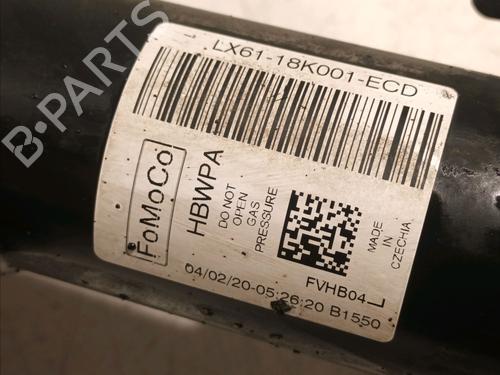 LX61-18K001-ECD
FoMoCo
HBWPA
DO NOT
OPEN
GAS
PRESSURE
MADE
IN
CZECHIA
FVHB04
04/02/20-05:26:20 B1550
B-PARTS